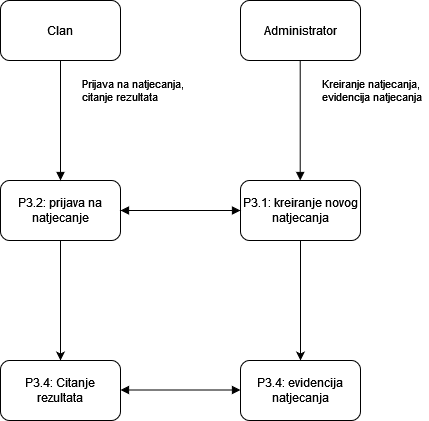 Clan
Administrator
Prijava na natjecanja,
citanje rezultata
Kreiranje natjecanja,
evidencija natjecanja
P3.2: prijava na
natjecanje
P3.1: kreiranje novog
natjecanja
P3.4: Citanje
rezultata
P3.4: evidencija
natjecanja